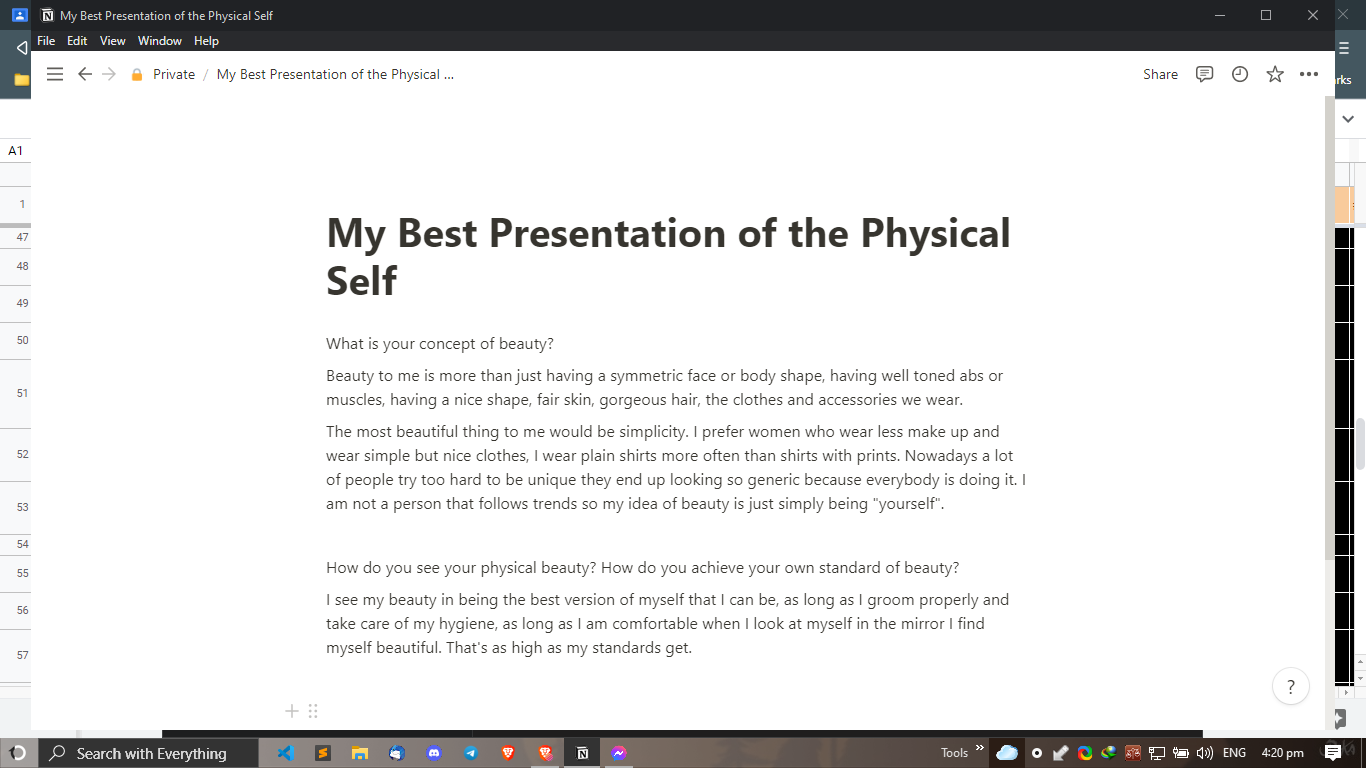 My Best Presentation of the Physical Self
File Edit View Window Help
Private / My Best Presentation of the Physical ...
Share
rks
A1
1
47
48
49
50
51
52
53
54
55
56
57
My Best Presentation of the Physical
Self
What is your concept of beauty?
Beauty to me is more than just having a symmetric face or body shape, having well toned abs or
muscles, having a nice shape, fair skin, gorgeous hair, the clothes and accessories we wear.
The most beautiful thing to me would be simplicity. I prefer women who wear less make up and
wear simple but nice clothes, I wear plain shirts more often than shirts with prints. Nowadays a lot
of people try too hard to be unique they end up looking so generic because everybody is doing it. I
am not a person that follows trends so my idea of beauty is just simply being "yourself".
How do you see your physical beauty? How do you achieve your own standard of beauty?
I see my beauty in being the best version of myself that I can be, as long as I groom properly and
take care of my hygiene, as long as I am comfortable when I look at myself in the mirror I find
myself beautiful. That's as high as my standards get.
?
Search with Everything
Tools »
ENG
4:20 pm